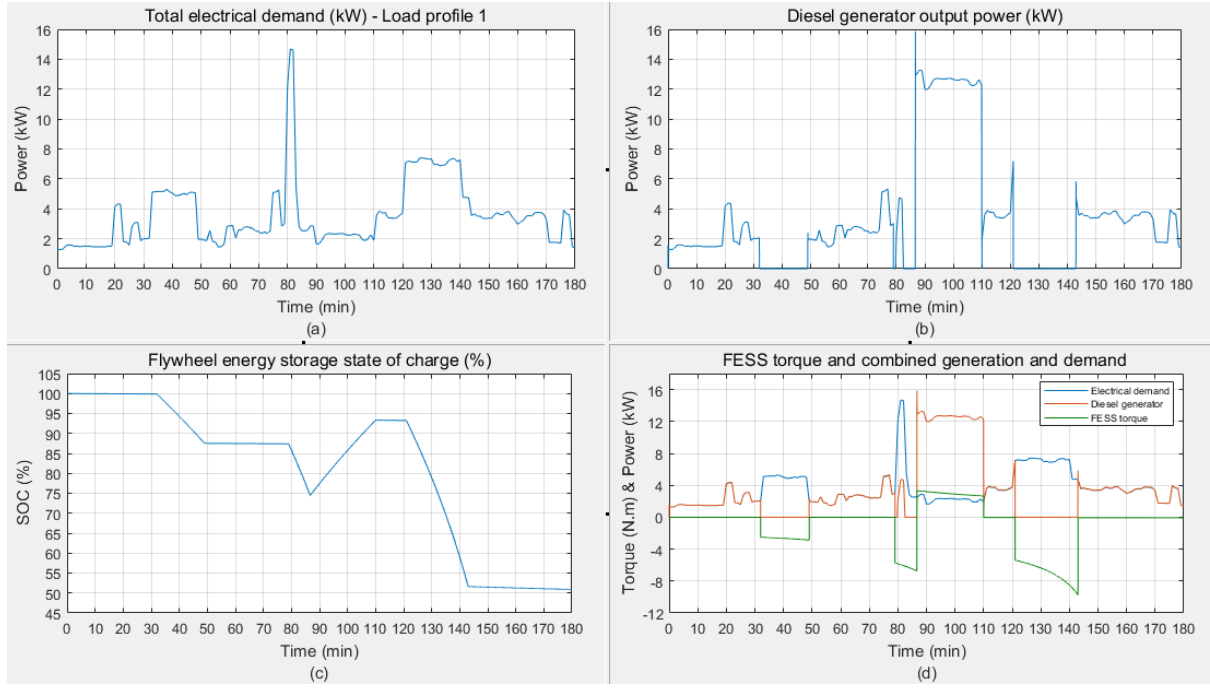 Total electrical demand (kW) - Load profile 1
16
14
12
10
8
6
4
2
0
Power (kW)
0 10 20 30 40 50 60 70 80 90 100 110 120 130 140 150 160 170 180
Time (min)
(a)
Diesel generator output power (kW)
16
14
12
10
8
6
4
2
0
Power (kW)
0 10 20 30 40 50 60 70 80 90 100 110 120 130 140 150 160 170 180
Time (min)
(b)
Flywheel energy storage state of charge (%)
105
100
95
90
85
80
75
70
65
60
55
50
45
SOC (%)
0 10 20 30 40 50 60 70 80 90 100 110 120 130 140 150 160 170 180
Time (min)
(c)
FESS torque and combined generation and demand
Electrical demand
Diesel generator
FESS torque
16
12
8
4
0
-4
-8
-12
Torque (N.m) & Power (kW)
0 10 20 30 40 50 60 70 80 90 100 110 120 130 140 150 160 170 180
Time (min)
(d)